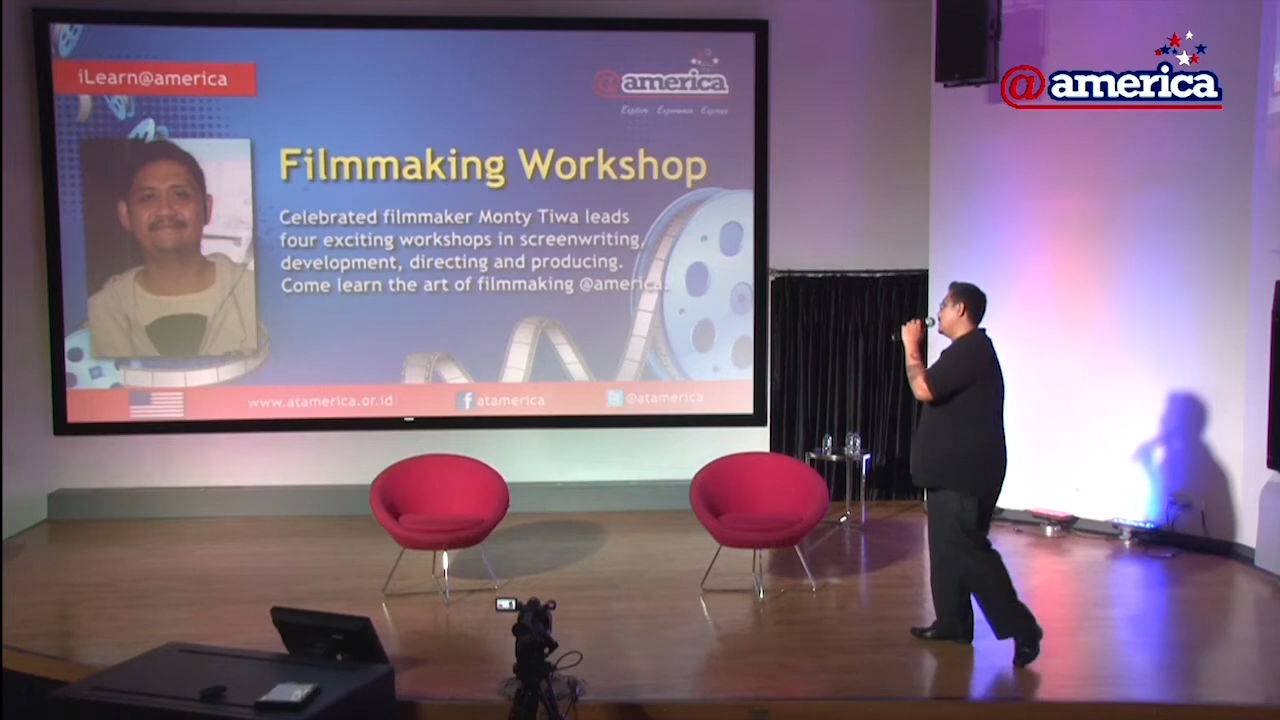 iLearn@america
@america
Explore Experience Express
Filmmaking Workshop
Celebrated filmmaker Monty Tiwa leads
four exciting workshops in screenwriting,
development, directing and producing.
Come learn the art of filmmaking @america.
www.atamerica.or.id
f atamerica
@atamerica
@america